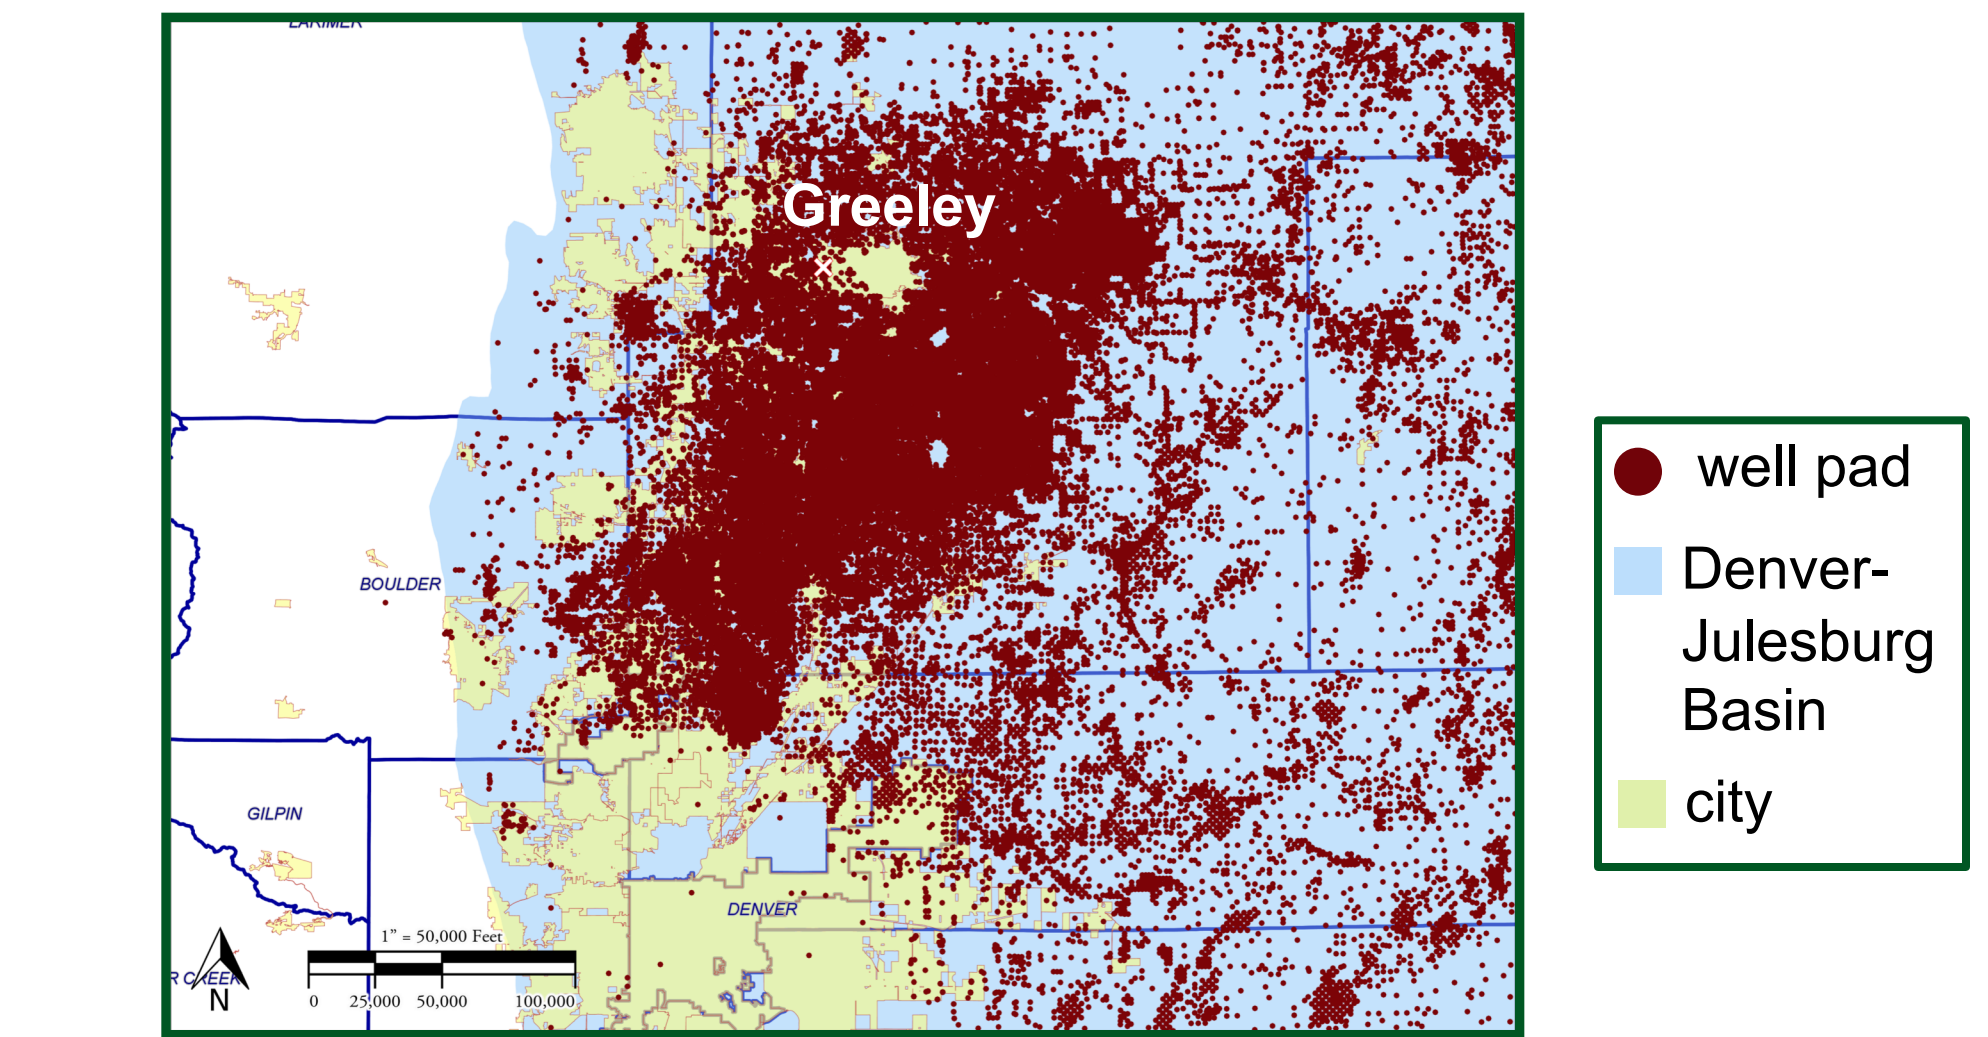 LARIMER
Greeley
×
BOULDER
GILPIN
DENVER
1” = 50,000 Feet
R CREEK
N
0 25,000 50,000 100,000
well pad
Denver-
Julesburg
Basin
city